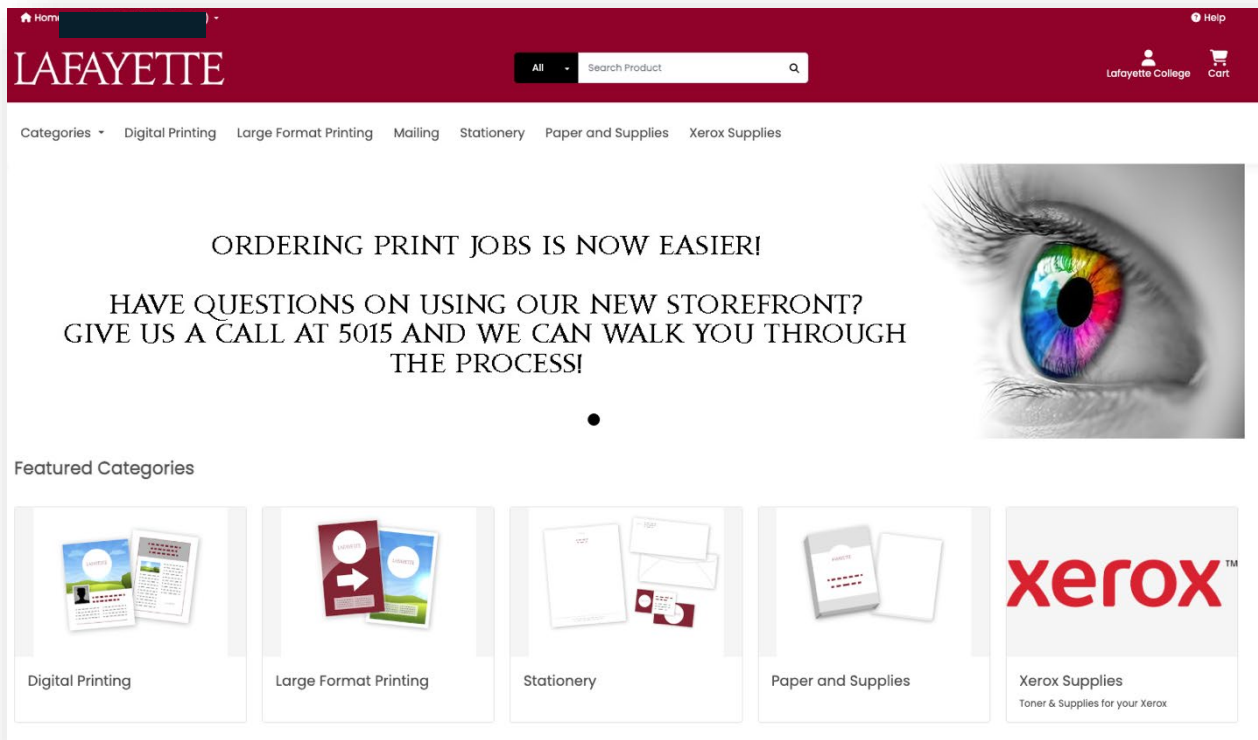 Home
) 
Help
LAFAYETTE
All
Search Product
Lafayette College
Cart
Categories
Digital Printing
Large Format Printing
Mailing
Stationery
Paper and Supplies
Xerox Supplies
ORDERING PRINT JOBS IS NOW EASIER!
HAVE QUESTIONS ON USING OUR NEW STOREFRONT?
GIVE US A CALL AT 5015 AND WE CAN WALK YOU THROUGH
THE PROCESS!
Featured Categories
xerox™
Digital Printing
Large Format Printing
Stationery
Paper and Supplies
Xerox Supplies
Toner & Supplies for your Xerox